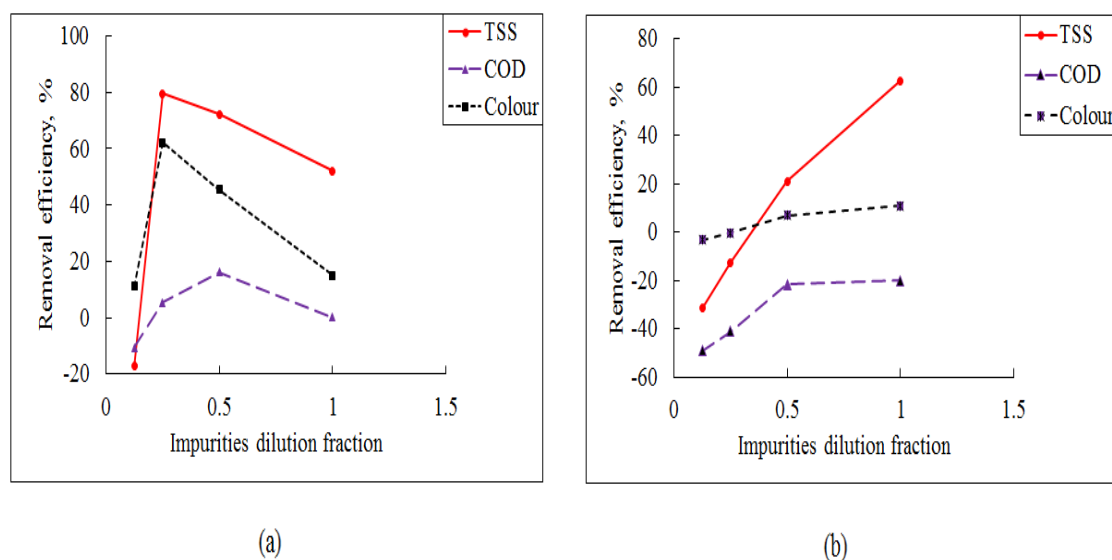 Removal efficiency, %
100
80
60
40
20
0
-20
0
0.5
1
1.5
Impurities dilution fraction
TSS
COD
Colour
(a)
Removal efficiency, %
80
60
40
20
0
-20
-40
-60
0
0.5
1
1.5
Impurities dilution fraction
TSS
COD
Colour
(b)